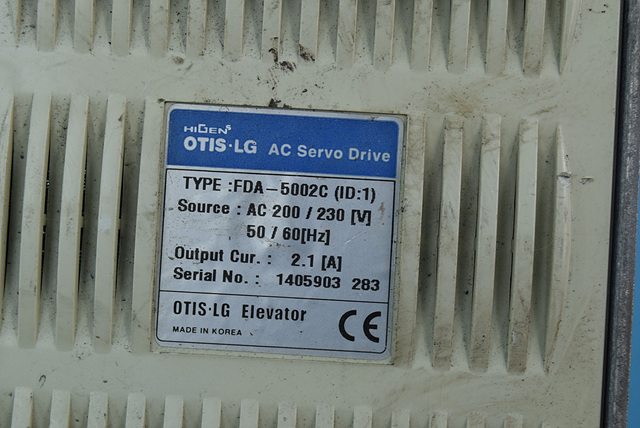 HIGENS
OTIS·LG AC Servo Drive
TYPE :FDA-5002C (ID:1)
Source : AC 200 / 230 [V]
50 / 60[Hz]
Output Cur. : 2.1 [A]
Serial No. : 1405903 283
OTIS·LG Elevator
CE
MADE IN KOREA